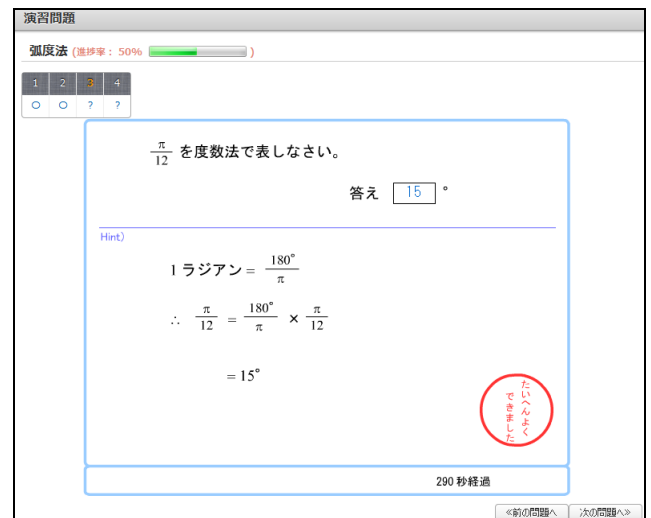 演習問題
弧度法 (進捗率: 50% )
1 2 3 4
○ ○ ? ?
π/12 を度数法で表しなさい。
答え 15 °
Hint)
1 ラジアン = 180°/π
∴ π/12 = 180°/π × π/12
= 15°
たいへんよく
できました
290 秒経過
≪前の問題へ 次の問題へ≫